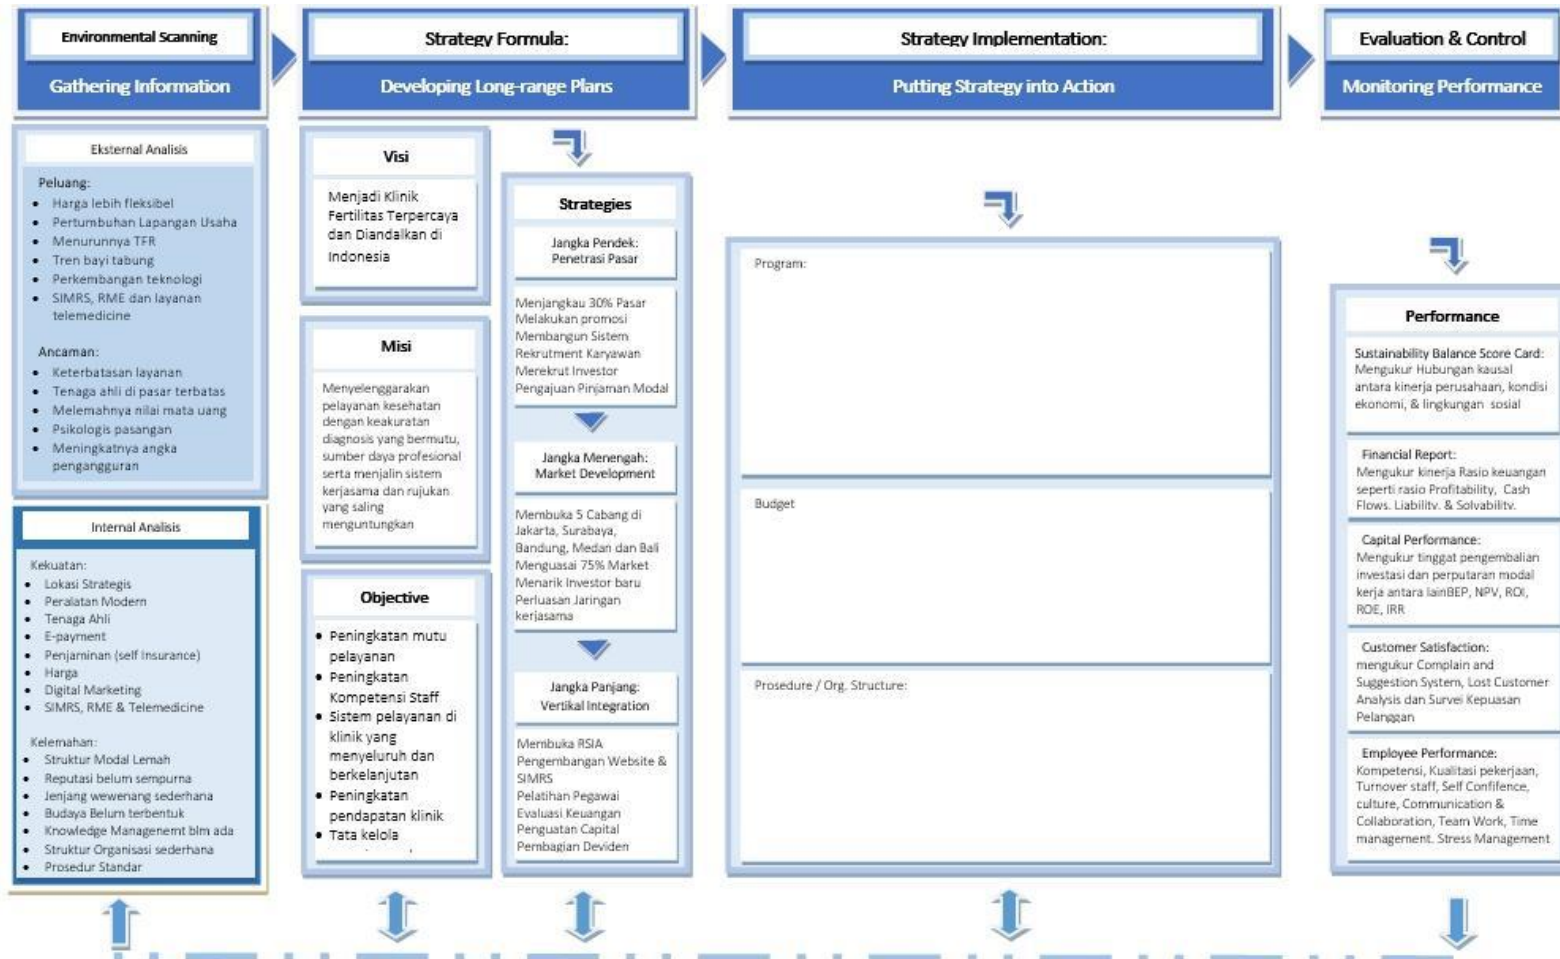 Environmental Scanning
Gathering Information
Strategy Formula:
Developing Long-range Plans
Strategy Implementation:
Putting Strategy into Action
Evaluation & Control
Monitoring Performance
Eksternal Analisis
Peluang:
• Harga lebih fleksibel
• Pertumbuhan Lapangan Usaha
• Menurunnya TFR
• Tren bayi tabung
• Perkembangan teknologi
• SIMRS, RME dan layanan
telemedicine
Ancaman:
• Keterbatasan layanan
• Tenaga ahli di pasar terbatas
• Melemahnya nilai mata uang
• Psikologis pasangan
• Meningkatnya angka
pengangguran
Internal Analisis
Kekuatan:
• Lokasi Strategis
• Peralatan Modern
• Tenaga Ahli
• E-payment
• Penjaminan (self Insurance)
• Harga
• Digital Marketing
• SIMRS, RME & Telemedicine
Kelemahan:
• Struktur Modal Lemah
• Reputasi belum sempurna
• Jenjang wewenang sederhana
• Budaya Belum terbentuk
• Knowledge Managenemt blm ada
• Struktur Organisasi sederhana
• Prosedur Standar
Visi
Menjadi Klinik
Fertilitas Terpercaya
dan Diandalkan di
Indonesia
Misi
Menyelenggarakan
pelayanan kesehatan
dengan keakuratan
diagnosis yang bermutu,
sumber daya profesional
serta menjalin sistem
kerjasama dan rujukan
yang saling
menguntungkan
Objective
• Peningkatan mutu
pelayanan
• Peningkatan
Kompetensi Staff
• Sistem pelayanan di
klinik yang
menyeluruh dan
berkelanjutan
• Peningkatan
pendapatan klinik
• Tata kelola
Strategies
Jangka Pendek:
Penetrasi Pasar
Menjangkau 30% Pasar
Melakukan promosi
Membangun Sistem
Rekrutment Karyawan
Merekrut Investor
Pengajuan Pinjaman Modal
Jangka Menengah:
Market Development
Membuka 5 Cabang di
Jakarta, Surabaya,
Bandung, Medan dan Bali
Menguasai 75% Market
Menarik Investor baru
Perluasan Jaringan
kerjasama
Jangka Panjang:
Vertikal Integration
Membuka RSIA
Pengembangan Website &
SIMRS
Pelatihan Pegawai
Evaluasi Keuangan
Penguatan Capital
Pembagian Deviden
Program:
Budget
Prosedure / Org. Structure:
Performance
Sustainability Balance Score Card:
Mengukur Hubungan kausal
antara kinerja perusahaan, kondisi
ekonomi, & lingkungan sosial
Financial Report:
Mengukur kinerja Rasio keuangan
seperti rasio Profitability, Cash
Flows, Liability, & Solvability.
Capital Performance:
Mengukur tinggat pengembalian
investasi dan perputaran modal
kerja antara lainBEP, NPV, ROI,
ROE, IRR
Customer Satisfaction:
mengukur Complain and
Suggestion System, Lost Customer
Analysis dan Survei Kepuasan
Pelanggan
Employee Performance:
Kompetensi, Kualitasi pekerjaan,
Turnover staff, Self Confifence,
culture, Communication &
Collaboration, Team Work, Time
management. Stress Management